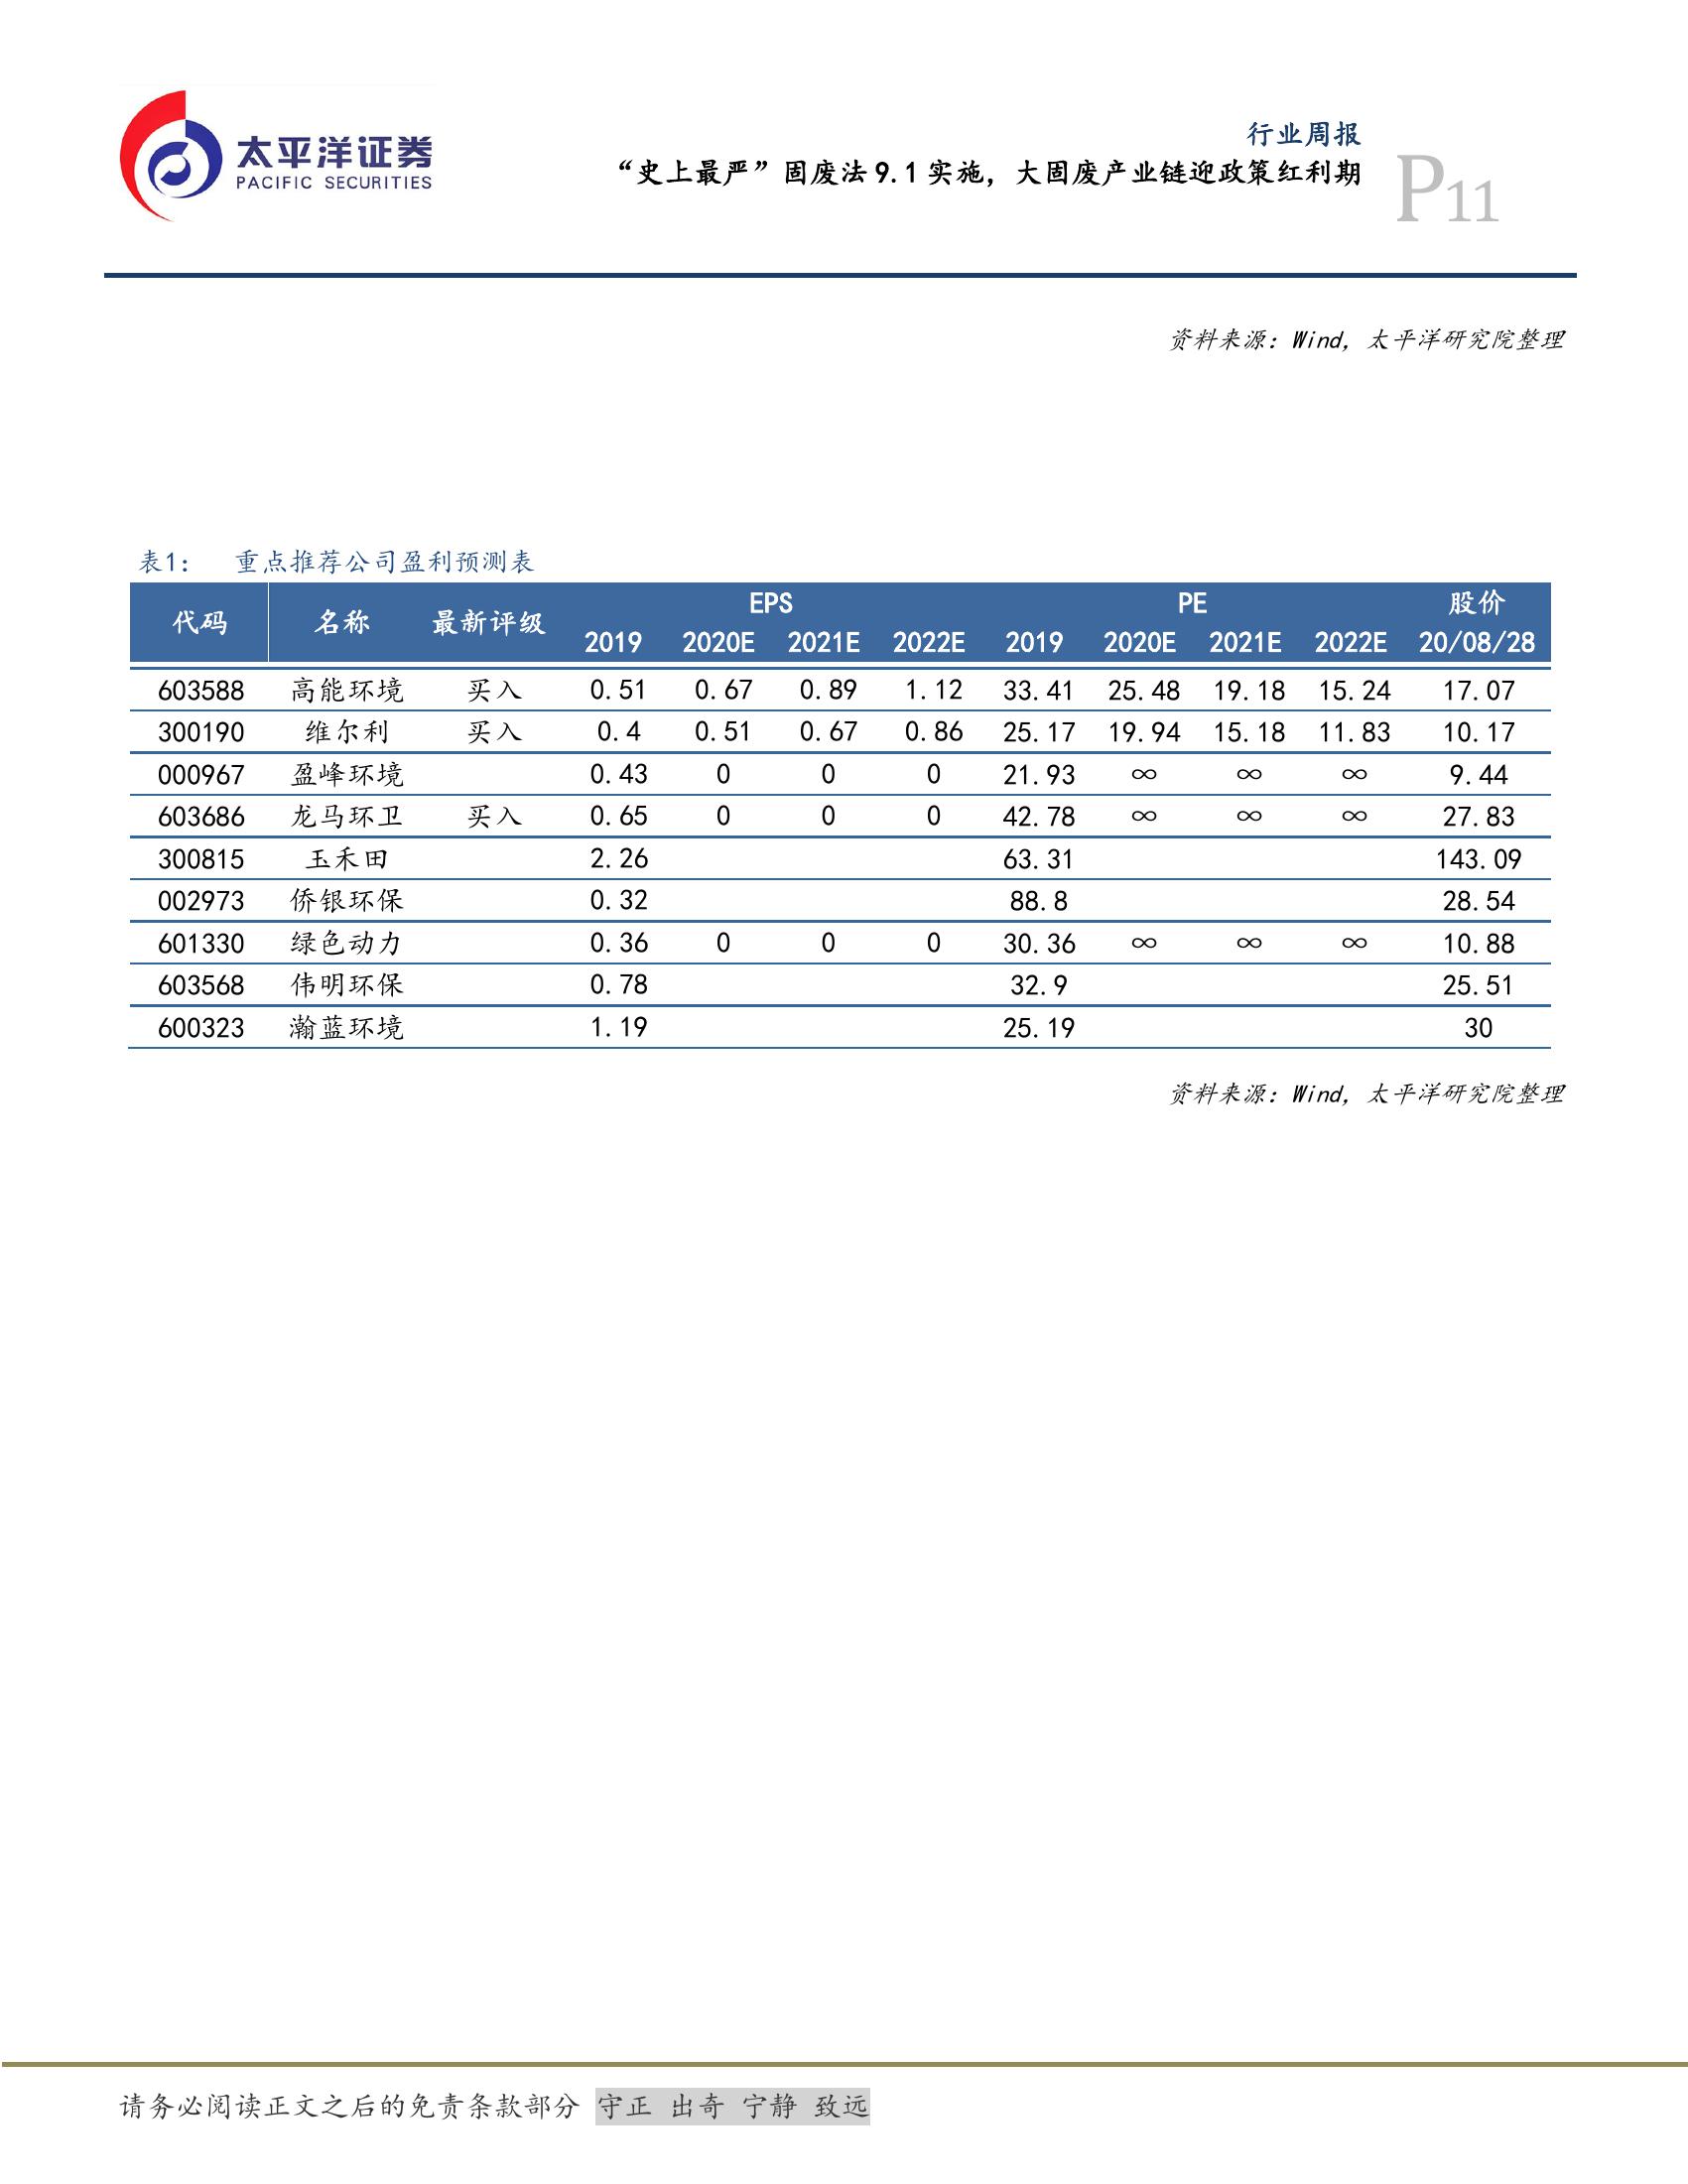 太平洋证券
PACIFIC SECURITIES
行业周报
“史上最严”固废法 9.1 实施，大固废产业链迎政策红利期
P11
资料来源：Wind，太平洋研究院整理
表1： 重点推荐公司盈利预测表
代码 名称 最新评级 EPS PE 股价
2019 2020E 2021E 2022E 2019 2020E 2021E 2022E 20/08/28
603588 高能环境 买入 0.51 0.67 0.89 1.12 33.41 25.48 19.18 15.24 17.07
300190 维尔利 买入 0.4 0.51 0.67 0.86 25.17 19.94 15.18 11.83 10.17
000967 盈峰环境 0.43 0 0 0 21.93 ∞ ∞ ∞ 9.44
603686 龙马环卫 买入 0.65 0 0 0 42.78 ∞ ∞ ∞ 27.83
300815 玉禾田 2.26 63.31 143.09
002973 侨银环保 0.32 88.8 28.54
601330 绿色动力 0.36 0 0 0 30.36 ∞ ∞ ∞ 10.88
603568 伟明环保 0.78 32.9 25.51
600323 瀚蓝环境 1.19 25.19 30
资料来源：Wind，太平洋研究院整理
请务必阅读正文之后的免责条款部分 守正 出奇 宁静 致远